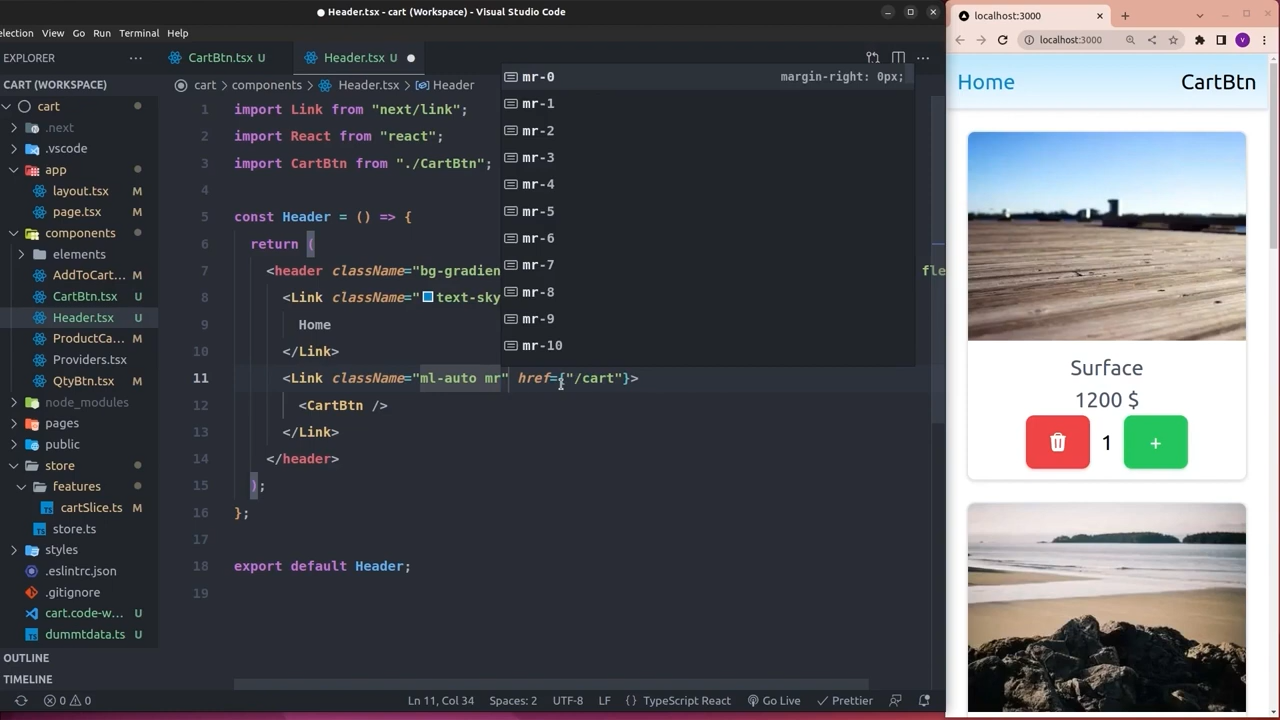 Header.tsx - cart (Workspace) - Visual Studio Code
election View Go Run Terminal Help
EXPLORER
CartBtn.tsx U
Header.tsx U
CART (WORKSPACE)
cart
.next
.vscode
app
layout.tsx M
page.tsx M
components
elements
AddToCart... M
CartBtn.tsx U
Header.tsx U
ProductCa... M
Providers.tsx
QtyBtn.tsx M
node_modules
pages
public
store
features
cartSlice.ts M
store.ts
styles
.eslintrc.json
.gitignore
cart.code-w... U
dummtdata.ts U
OUTLINE
TIMELINE
cart > components > Header.tsx > Header
1 import Link from "next/link";
2 import React from "react";
3 import CartBtn from "./CartBtn";
4
5 const Header = () => {
6 return (
7 <header className="bg-gradien fle
8 <Link className="text-sky
9 Home
10 </Link>
11 <Link className="ml-auto mr" href={"/cart"}>
12 <CartBtn />
13 </Link>
14 </header>
15 );
16 };
17
18 export default Header;
19
mr-0 margin-right: 0px;
mr-1
mr-2
mr-3
mr-4
mr-5
mr-6
mr-7
mr-8
mr-9
mr-10
0 0 Ln 11, Col 34 Spaces: 2 UTF-8 LF {} TypeScript React Go Live Prettier
localhost:3000
localhost:3000
V
Home CartBtn
Surface
1200 $
1 +